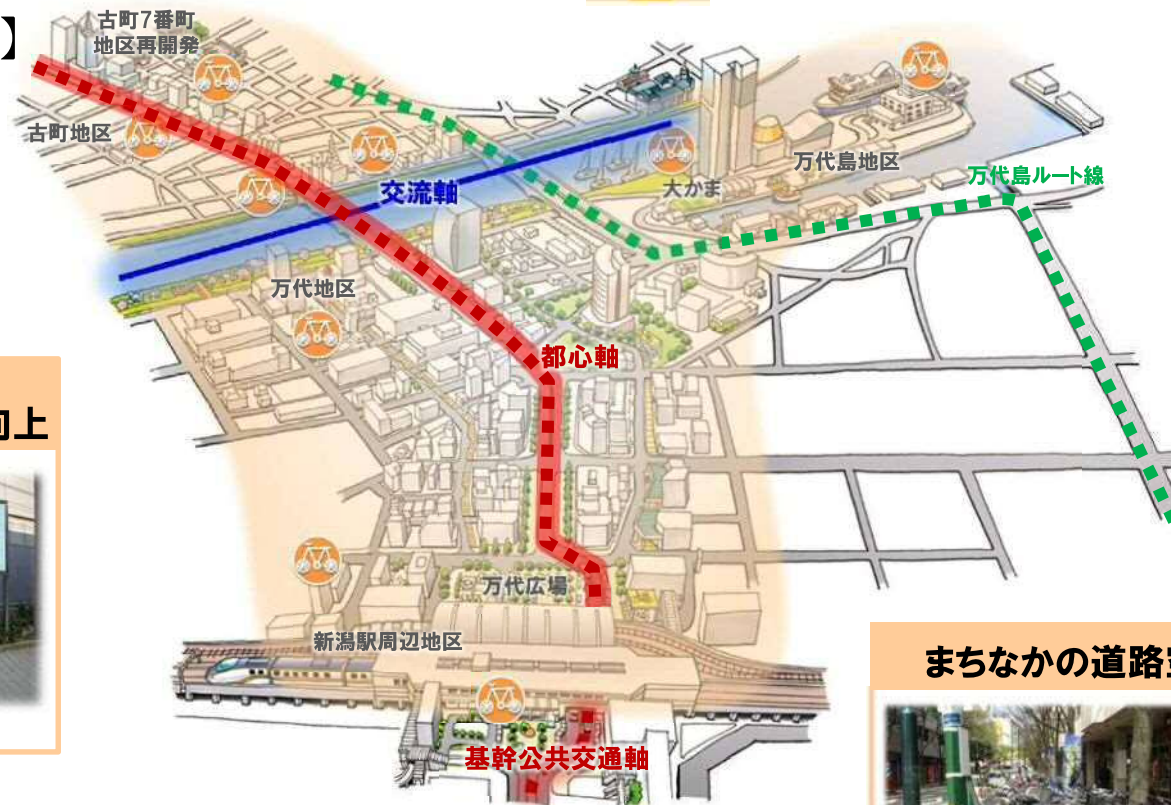 】
古町7番町
地区再開発
古町地区
交流軸
大かま
万代島地区
万代島ルート線
万代地区
都心軸
向上
万代広場
新潟駅周辺地区
まちなかの道路
基幹公共交通軸